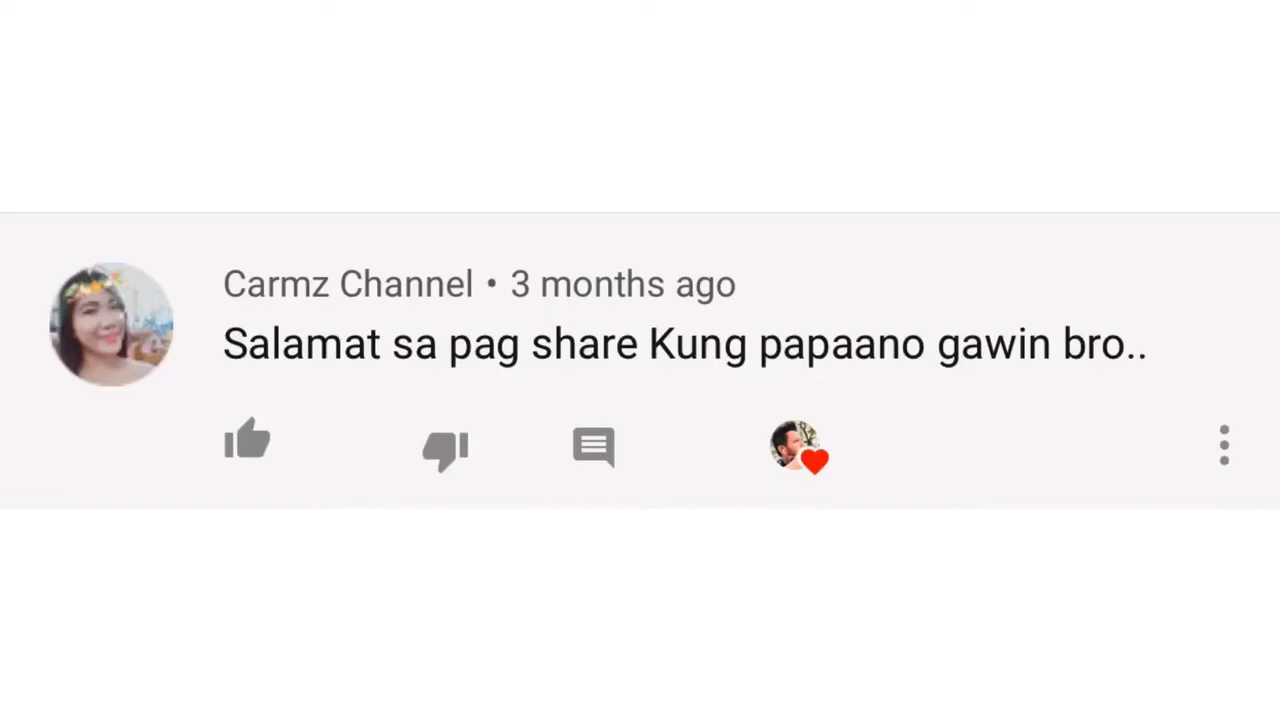 Carmz Channel • 3 months ago
Salamat sa pag share Kung papaano gawin bro..